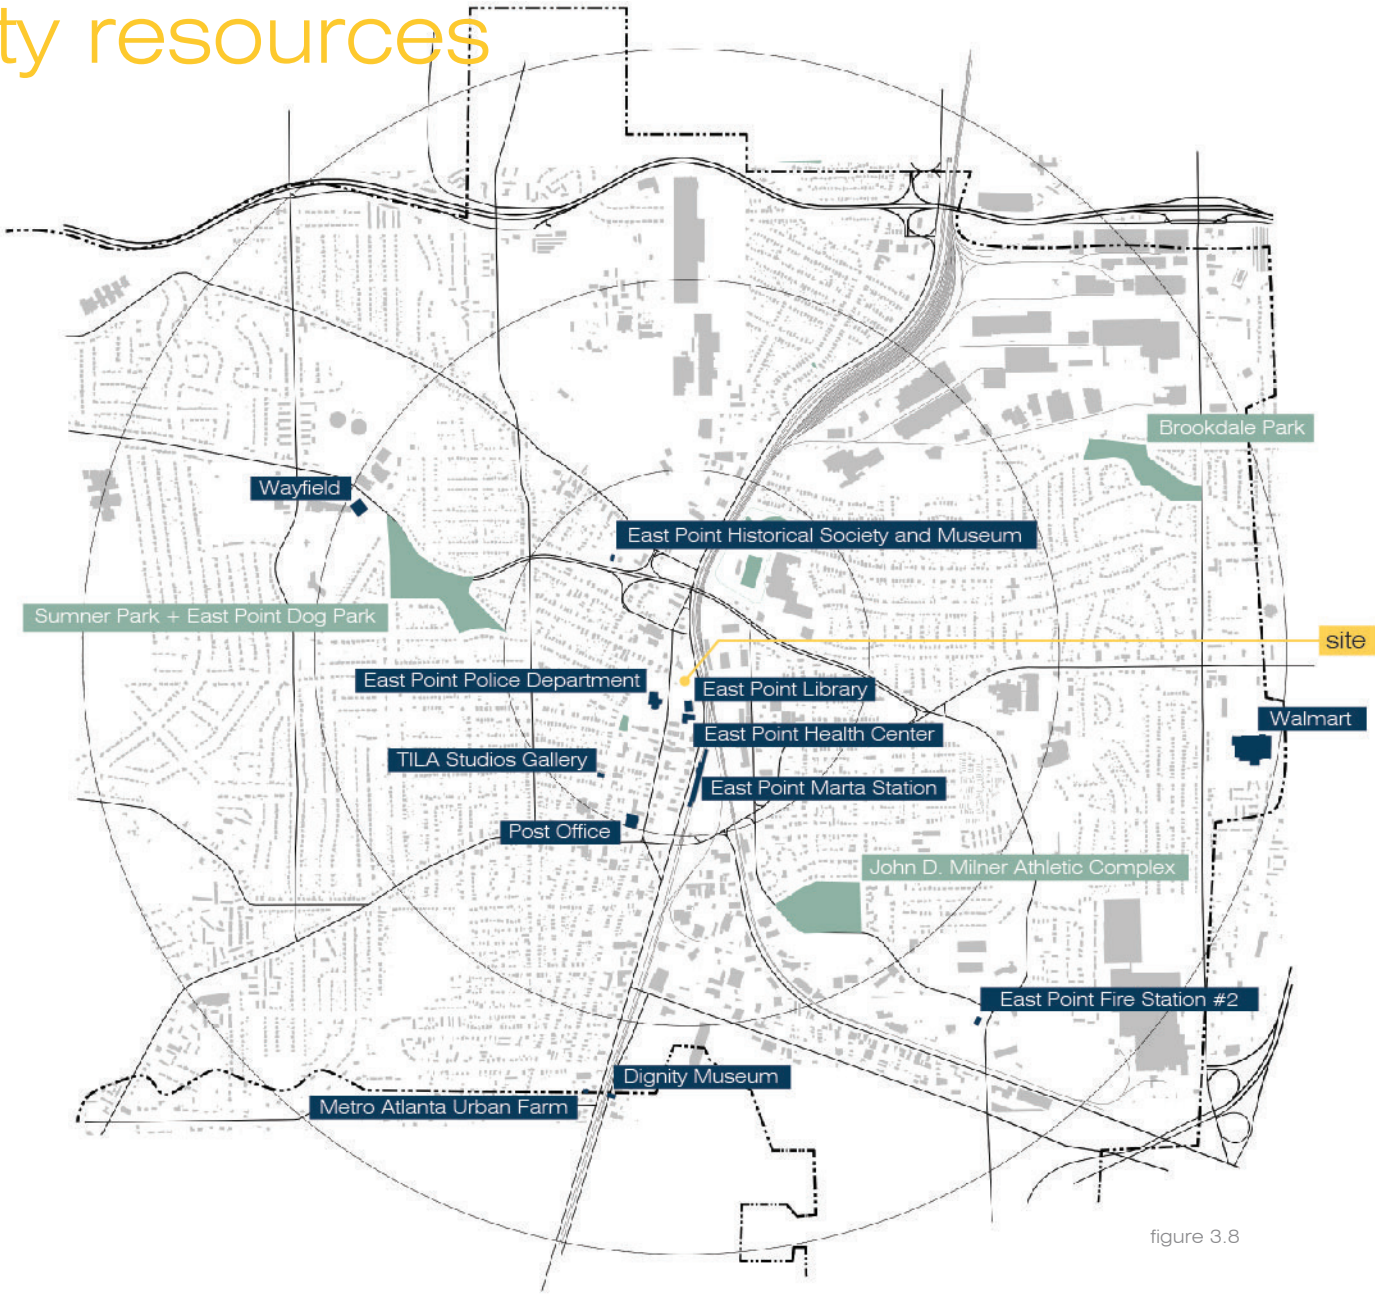 ty resources
Brookdale Park
Wayfield
East Point Historical Society and Museum
Sumner Park + East Point Dog Park
site
East Point Police Department
East Point Library
Walmart
East Point Health Center
TILA Studios Gallery
East Point Marta Station
Post Office
John D. Milner Athletic Complex
East Point Fire Station #2
Dignity Museum
Metro Atlanta Urban Farm
figure 3.8